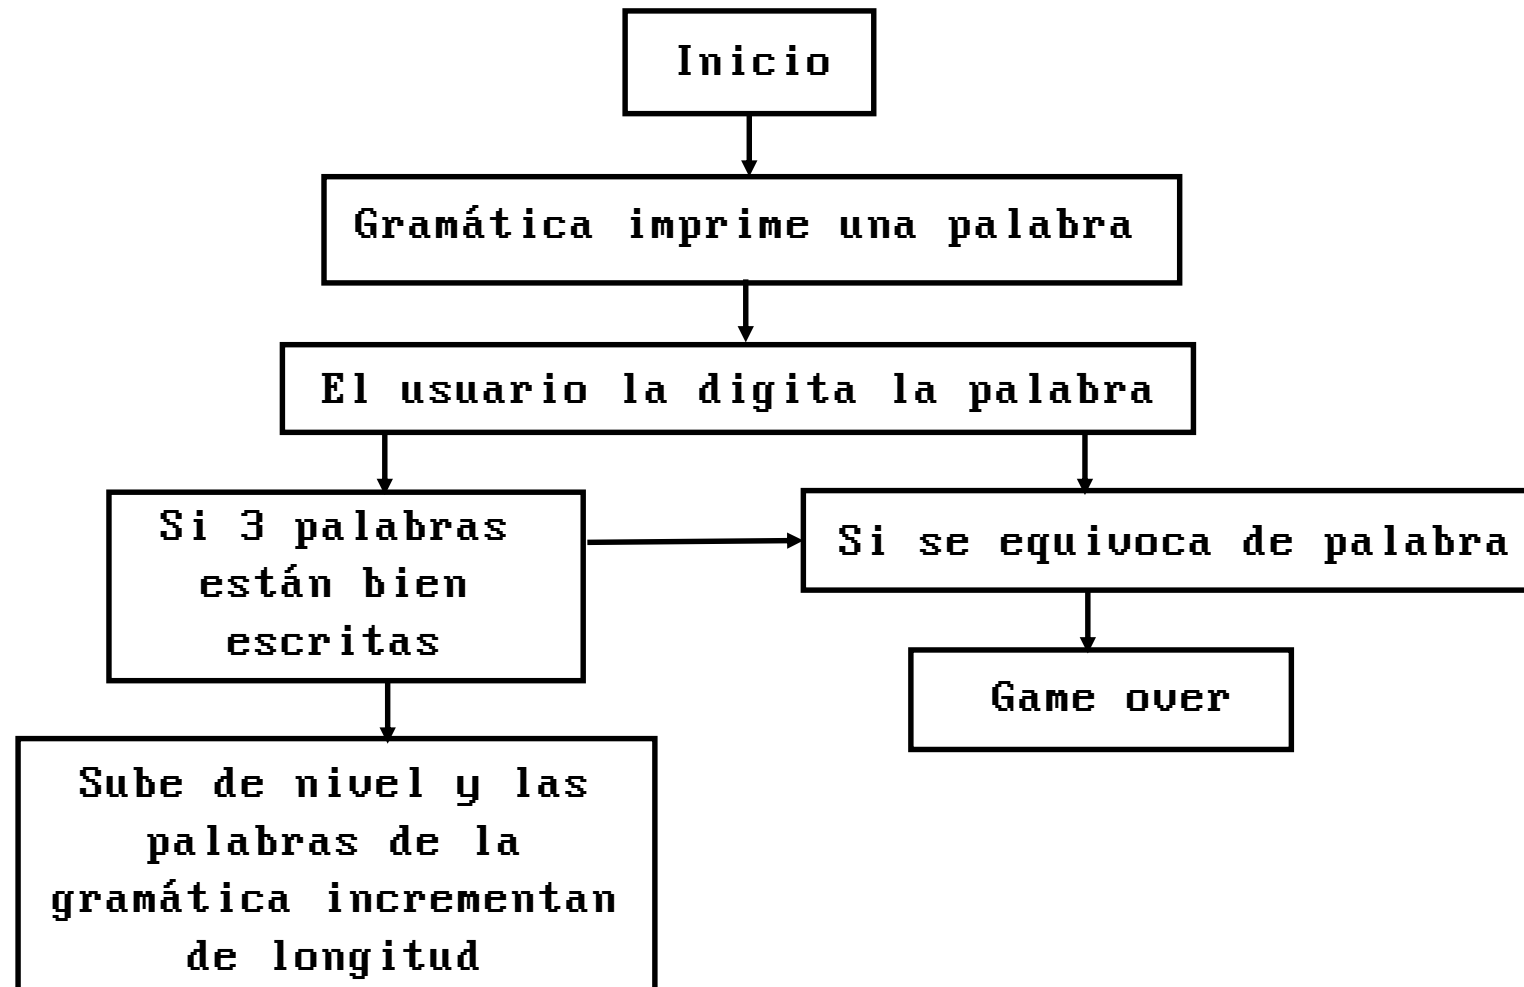 Inicio
Gramática imprime una palabra
El usuario la digita la palabra
Si 3 palabras
están bien
escritas
Si se equivoca de palabra
Game over
Sube de nivel y las
palabras de la
gramática incrementan
de longitud